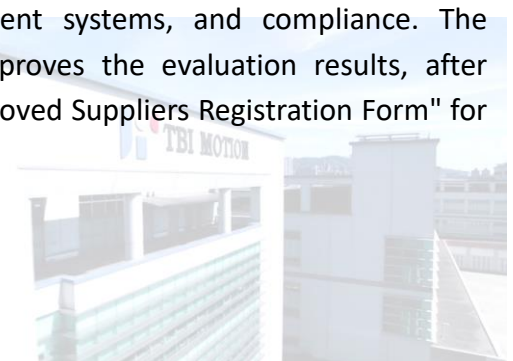 ent systems, and compliance. The
proves the evaluation results, after
oved Suppliers Registration Form" for
TBI MOTION